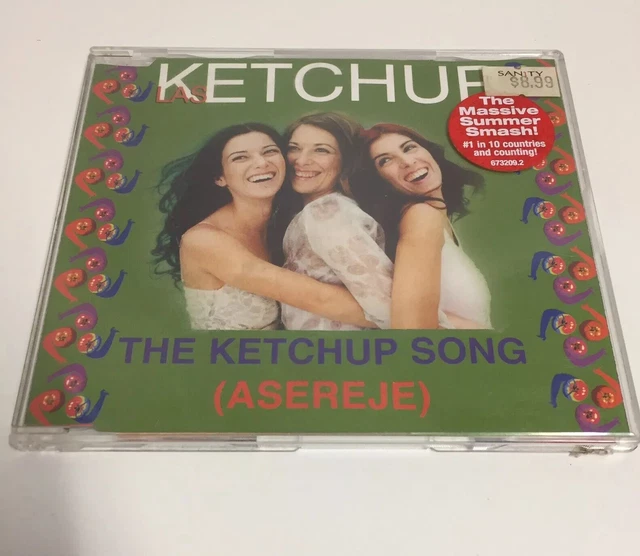 LAS
KETCHUP
SANITY
$8.99
The
Massive
Summer
Smash!
#1 in 10 countries
and counting!
673209.2
THE KETCHUP SONG
(ASEREJE)